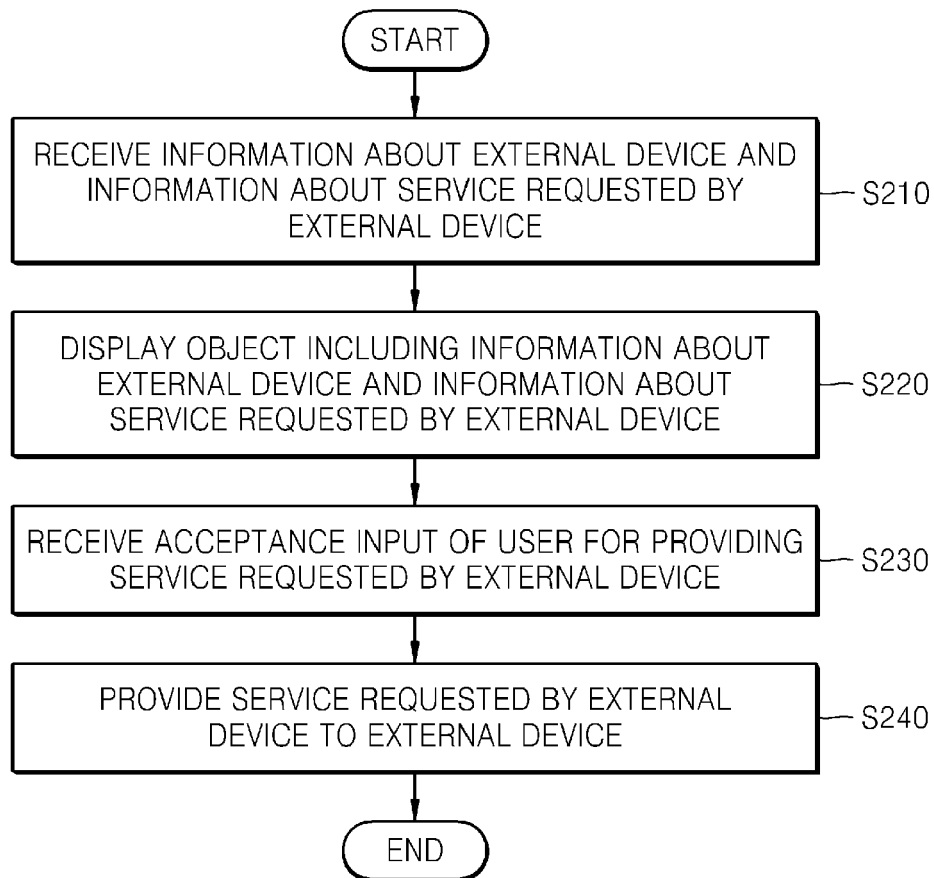 START
RECEIVE INFORMATION ABOUT EXTERNAL DEVICE AND
INFORMATION ABOUT SERVICE REQUESTED BY
EXTERNAL DEVICE
S210
DISPLAY OBJECT INCLUDING INFORMATION ABOUT
EXTERNAL DEVICE AND INFORMATION ABOUT
SERVICE REQUESTED BY EXTERNAL DEVICE
S220
RECEIVE ACCEPTANCE INPUT OF USER FOR PROVIDING
SERVICE REQUESTED BY EXTERNAL DEVICE
S230
PROVIDE SERVICE REQUESTED BY EXTERNAL
DEVICE TO EXTERNAL DEVICE
S240
END